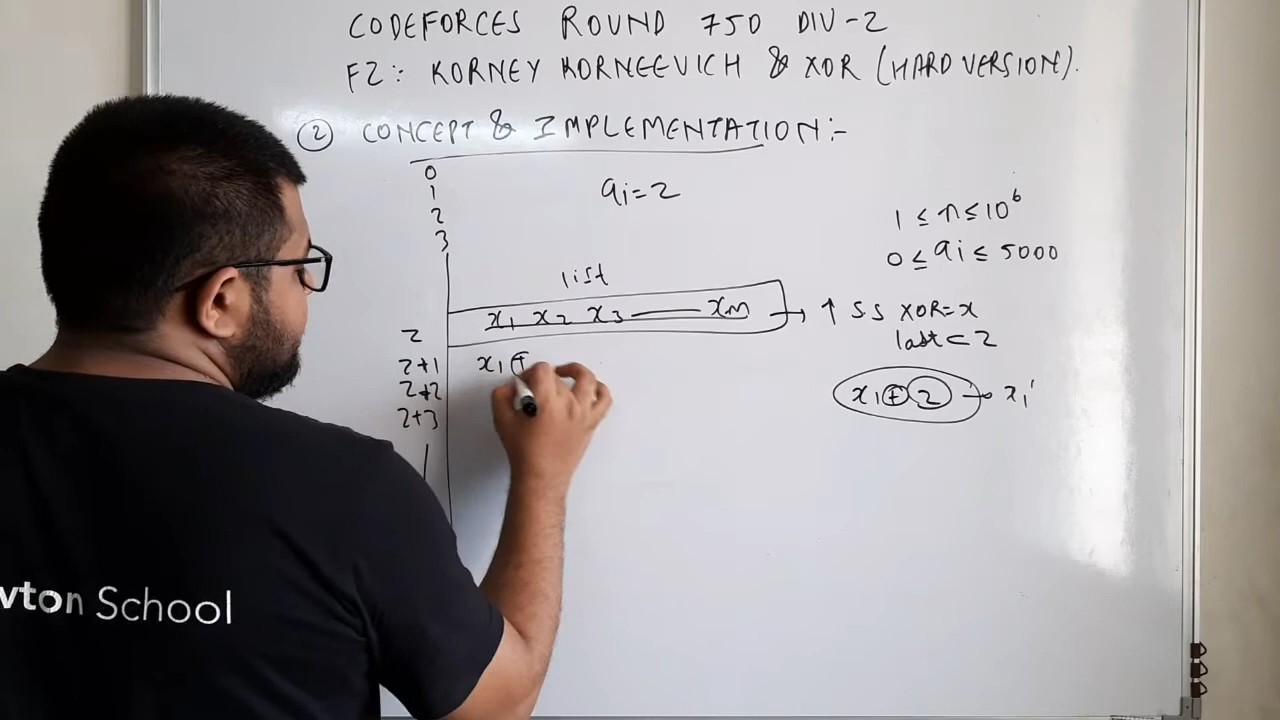 CODEFORCES ROUND 750 DIV-2
F2:- KORNEY KORNEEVICH & XOR (HARD VERSION).
② CONCEPT & IMPLEMENTATION:-
0
1
2
3
ai=2
1 ≤ n ≤ 10⁶
0 ≤ ai ≤ 5000
list
2 x1 x2 x3 — xm → ↑ SS XOR=x
last < 2
2+1 x1 ⊕
2+2
2+3
x1 ⊕ 2 → x1'
wton School